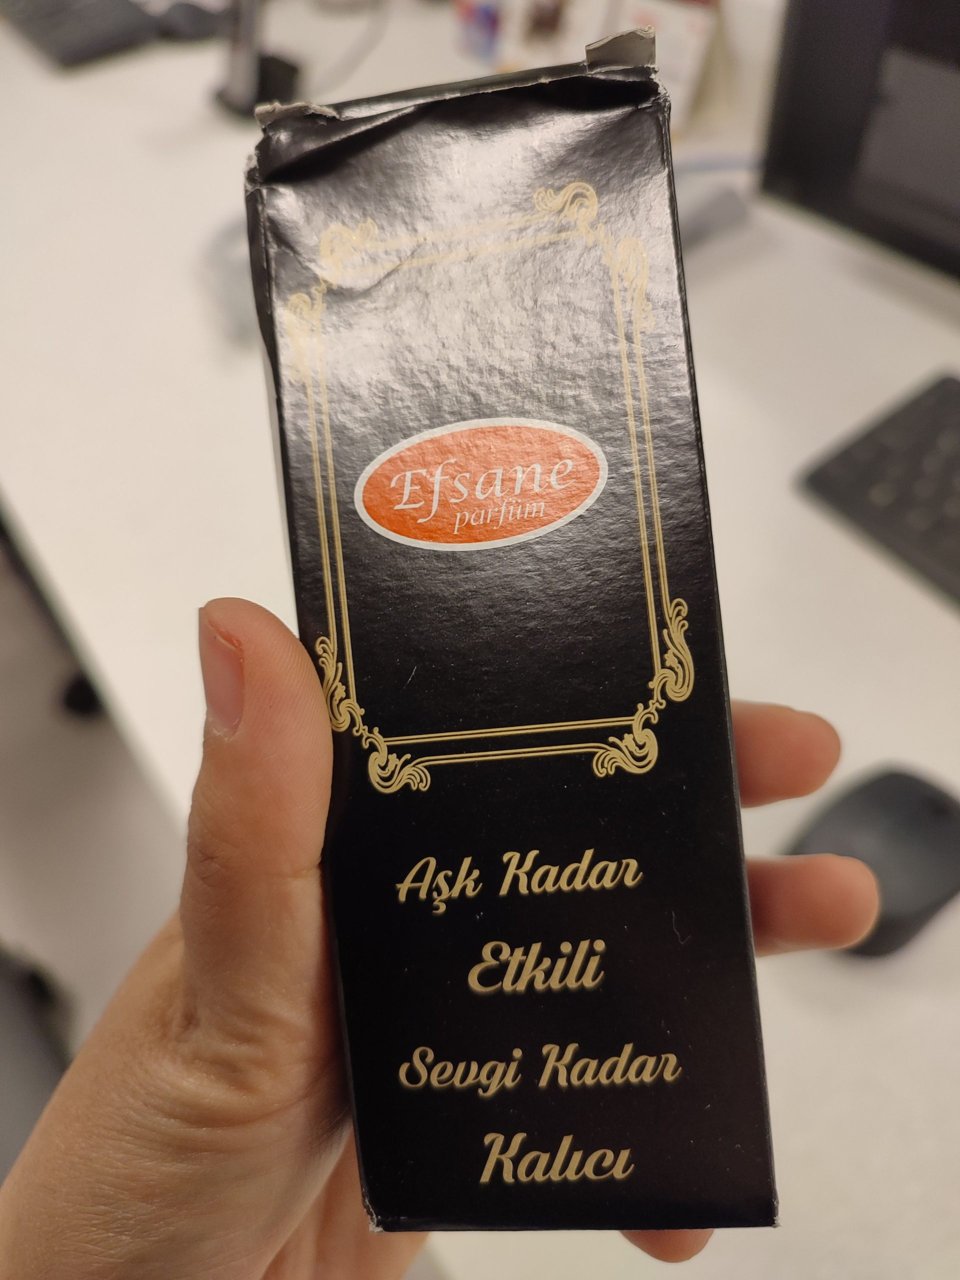 Efsane
parfüm
Aşk Kadar
Etkili
Sevgi Kadar
Kalıcı